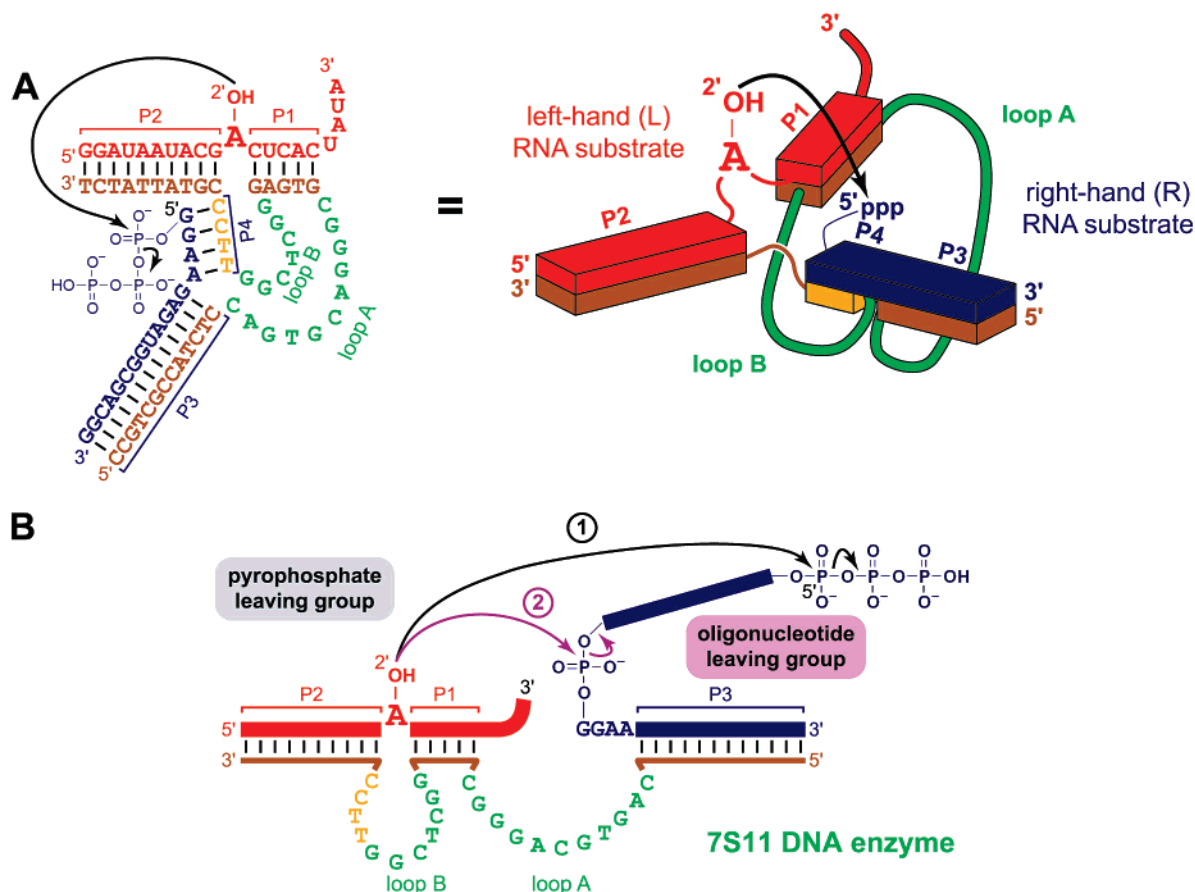 A
2'
OH
3'
A
U
A
U
P2
P1
5' GGAUAAUACG A CUCAC
3' TCTATTATGC GAGTG
5' G G A A
C C T T
P4
G G C T C G G
loop B
C G G G A C G T G A C
loop A
O⁻
O=P–O
O
O⁻ O⁻ P–O⁻
HO–P–O–P=O
O O⁻
3' GGCAGCGGUAGAG
5' CCGTCGCCATCTC
P3
=
3'
2'
OH
A
P1
left-hand (L)
RNA substrate
loop A
5' ppp
P4
right-hand (R)
RNA substrate
P2
P3
5'
3'
3'
5'
loop B
B
1
pyrophosphate
leaving group
2
O O O
–O–P–O–P–O–P–OH
5'
O⁻ O⁻ O⁻
oligonucleotide
leaving group
O
O=P–O⁻
O
2'
OH
A
P2
P1
3'
P3
5'
GGAA
3'
3'
5'
C C T T G G C T C G G
loop B
C G G G A C G T G A C
loop A
7S11 DNA enzyme